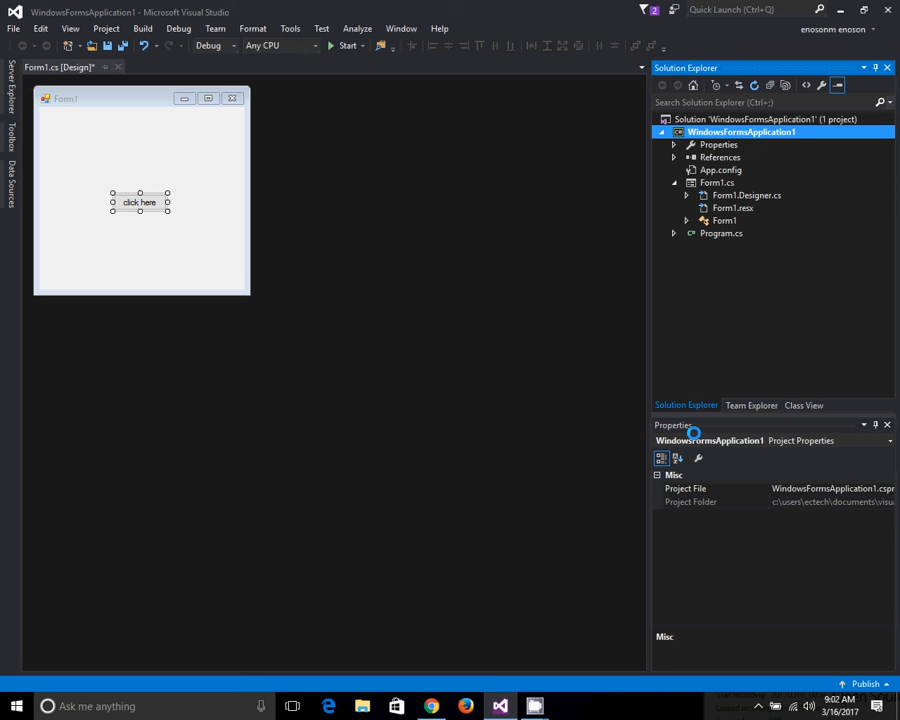 WindowsFormsApplication1 - Microsoft Visual Studio
2
Quick Launch (Ctrl+Q)
File Edit View Project Build Debug Team Format Tools Test Analyze Window Help
enosonm enoson
Debug Any CPU Start
Form1.cs [Design]*
Server Explorer
Toolbox
Data Sources
Form1
click here
Solution Explorer
Search Solution Explorer (Ctrl+;)
Solution 'WindowsFormsApplication1' (1 project)
WindowsFormsApplication1
Properties
References
App.config
Form1.cs
Form1.Designer.cs
Form1.resx
Form1
Program.cs
Solution Explorer Team Explorer Class View
Properties
WindowsFormsApplication1 Project Properties
Misc
Project File WindowsFormsApplication1.cspr
Project Folder c:\users\ectech\documents\visua
Misc
Publish
Ask me anything
9:02 AM
3/16/2017